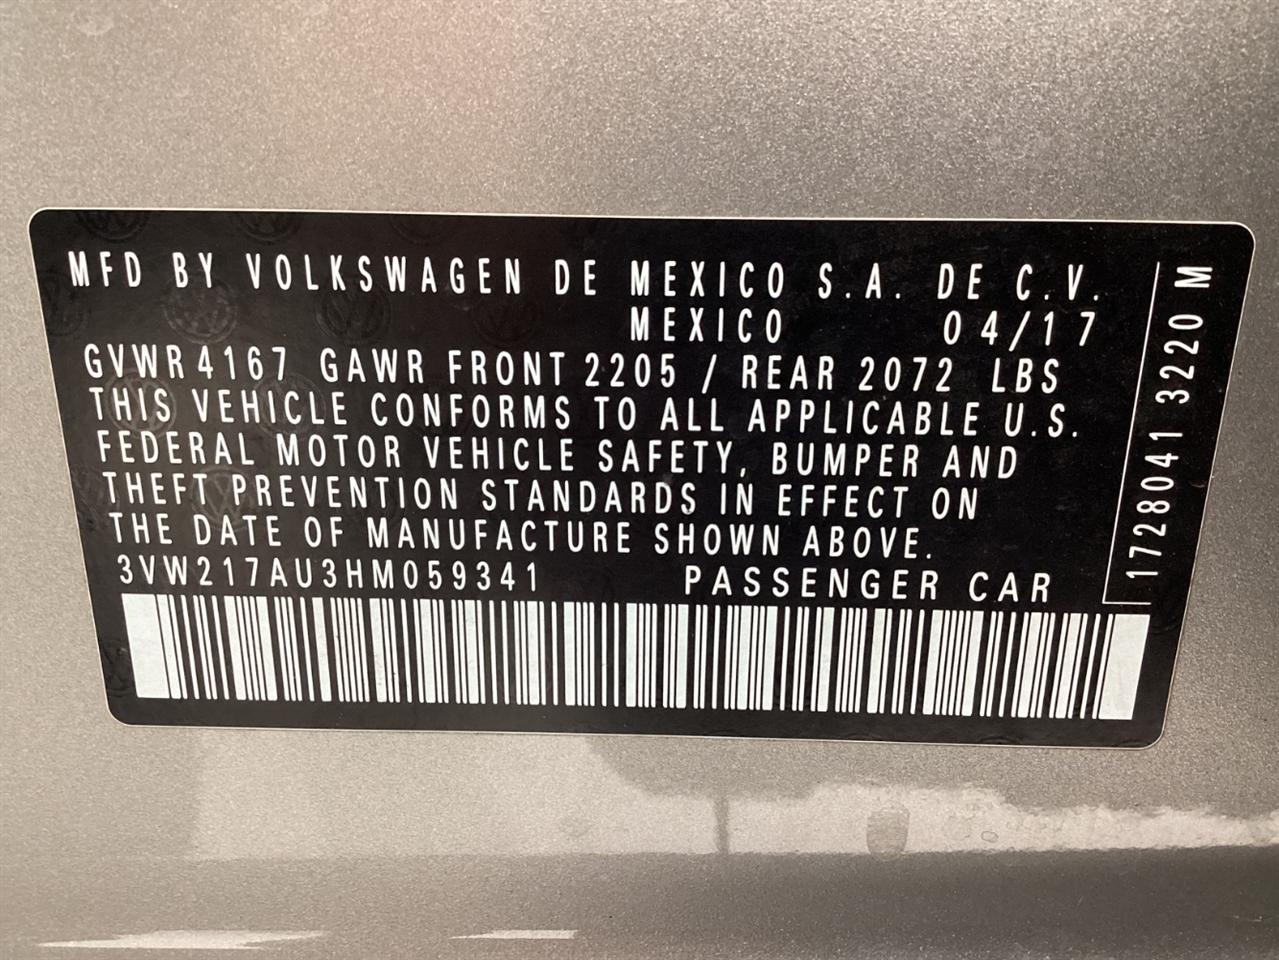 MFD BY VOLKSWAGEN DE MEXICO S.A. DE C.V.
MEXICO 04/17
GVWR 4167 GAWR FRONT 2205 / REAR 2072 LBS
THIS VEHICLE CONFORMS TO ALL APPLICABLE U.S.
FEDERAL MOTOR VEHICLE SAFETY, BUMPER AND
THEFT PREVENTION STANDARDS IN EFFECT ON
THE DATE OF MANUFACTURE SHOWN ABOVE.
3VW217AU3HM059341 PASSENGER CAR
1728041 3220 M